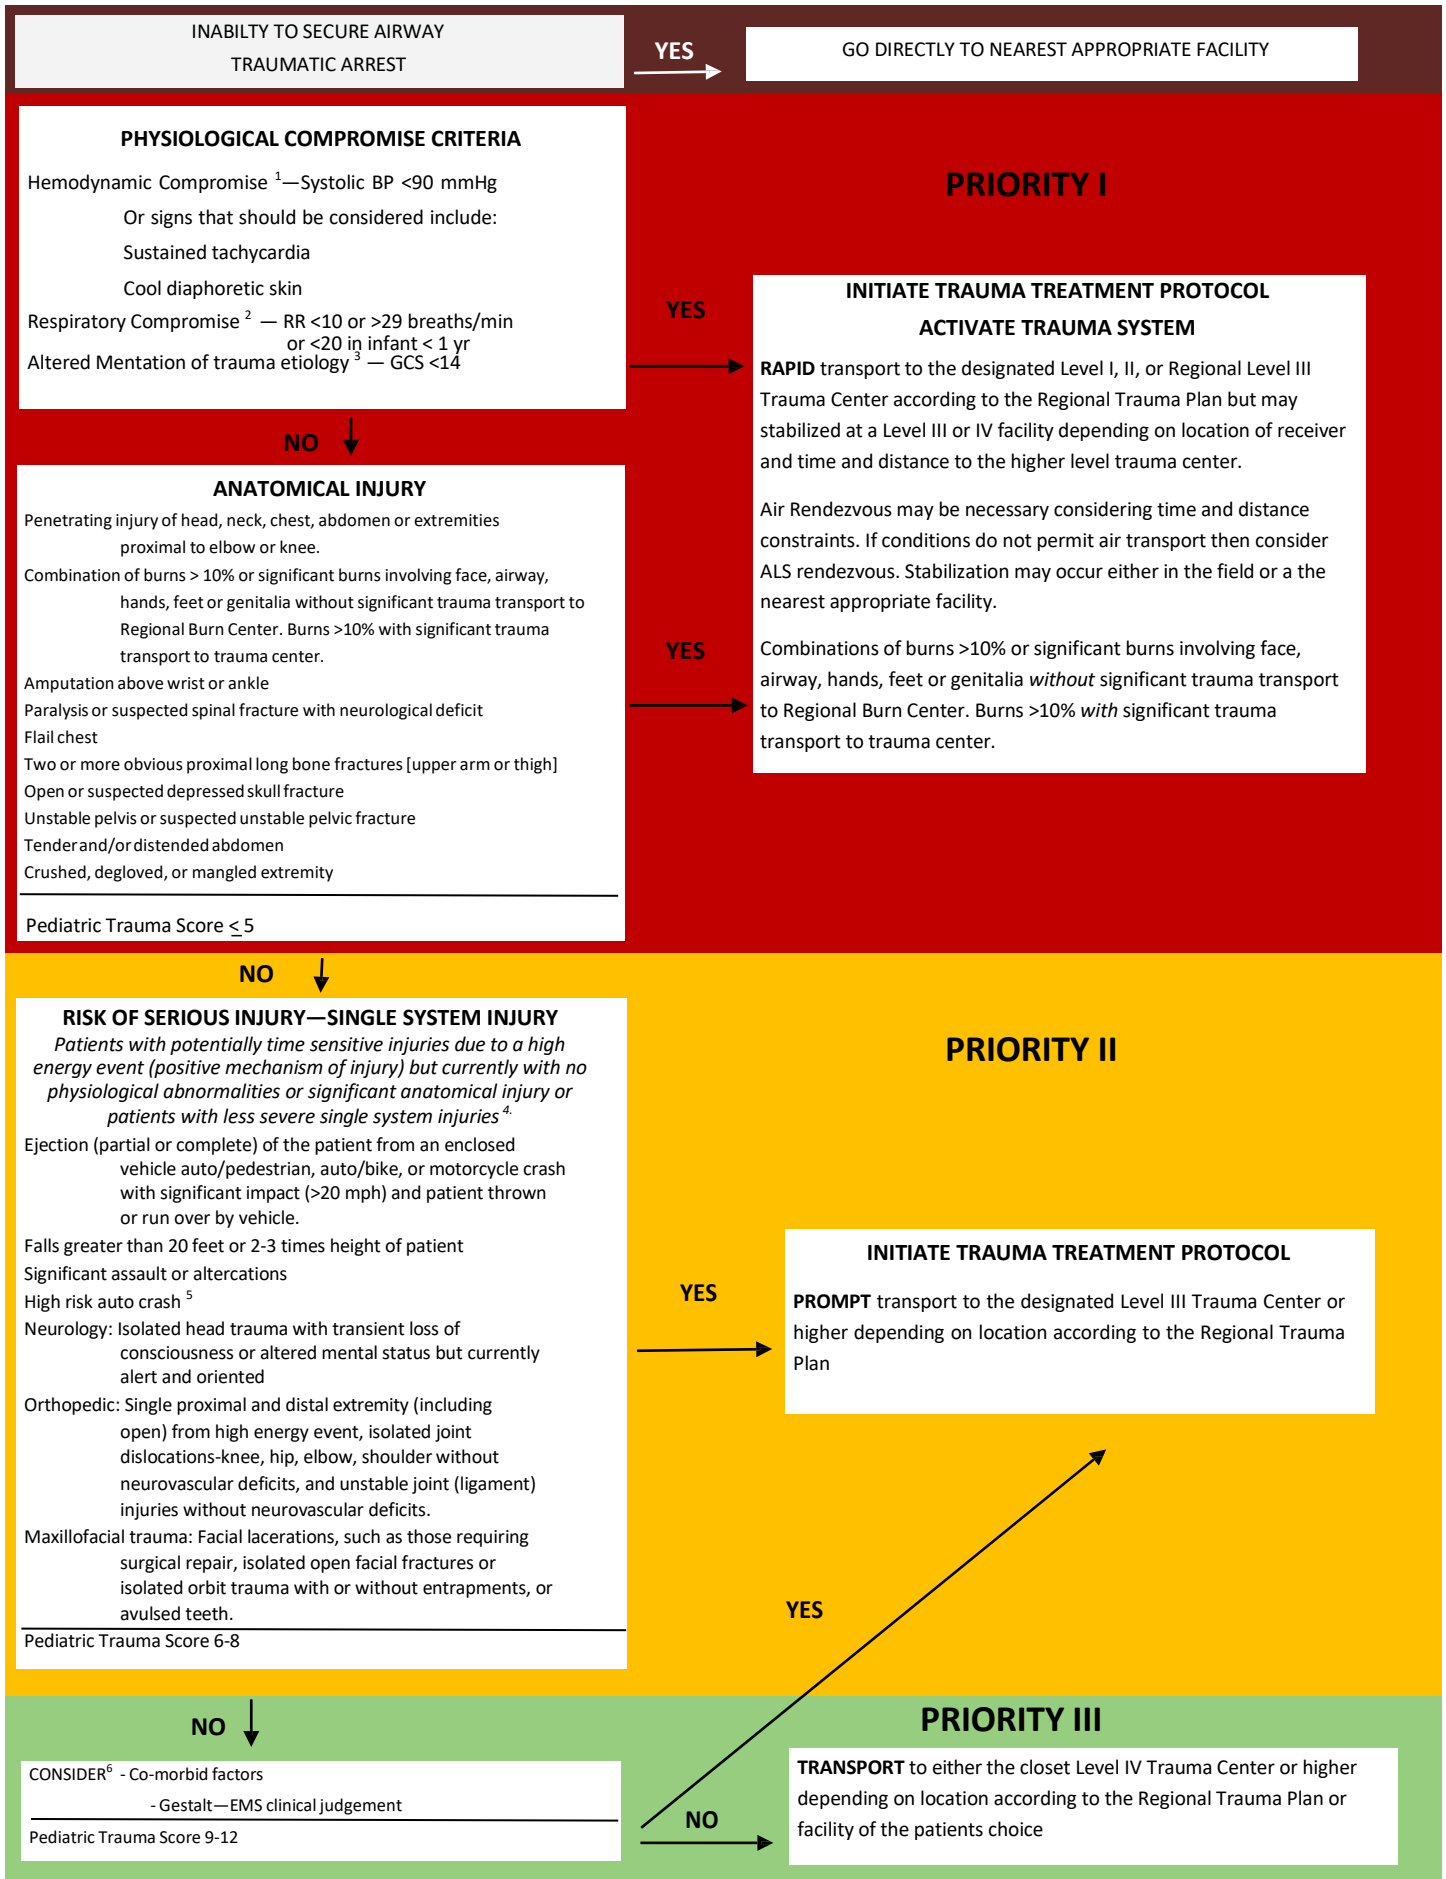 INABILTY TO SECURE AIRWAY
TRAUMATIC ARREST
YES
GO DIRECTLY TO NEAREST APPROPRIATE FACILITY
PHYSIOLOGICAL COMPROMISE CRITERIA
Hemodynamic Compromise 1—Systolic BP <90 mmHg
Or signs that should be considered include:
Sustained tachycardia
Cool diaphoretic skin
Respiratory Compromise 2 — RR <10 or >29 breaths/min
or <20 in infant < 1 yr
Altered Mentation of trauma etiology 3 — GCS <14
YES
PRIORITY I
INITIATE TRAUMA TREATMENT PROTOCOL
ACTIVATE TRAUMA SYSTEM
RAPID transport to the designated Level I, II, or Regional Level III
Trauma Center according to the Regional Trauma Plan but may
stabilized at a Level III or IV facility depending on location of receiver
and time and distance to the higher level trauma center.
Air Rendezvous may be necessary considering time and distance
constraints. If conditions do not permit air transport then consider
ALS rendezvous. Stabilization may occur either in the field or a the
nearest appropriate facility.
Combinations of burns >10% or significant burns involving face,
airway, hands, feet or genitalia without significant trauma transport
to Regional Burn Center. Burns >10% with significant trauma
transport to trauma center.
NO
ANATOMICAL INJURY
Penetrating injury of head, neck, chest, abdomen or extremities
proximal to elbow or knee.
Combination of burns > 10% or significant burns involving face, airway,
hands, feet or genitalia without significant trauma transport to
Regional Burn Center. Burns >10% with significant trauma
transport to trauma center.
Amputation above wrist or ankle
Paralysis or suspected spinal fracture with neurological deficit
Flail chest
Two or more obvious proximal long bone fractures [upper arm or thigh]
Open or suspected depressed skull fracture
Unstable pelvis or suspected unstable pelvic fracture
Tender and/or distended abdomen
Crushed, degloved, or mangled extremity
Pediatric Trauma Score ≤ 5
YES
NO
RISK OF SERIOUS INJURY—SINGLE SYSTEM INJURY
Patients with potentially time sensitive injuries due to a high
energy event (positive mechanism of injury) but currently with no
physiological abnormalities or significant anatomical injury or
patients with less severe single system injuries 4.
Ejection (partial or complete) of the patient from an enclosed
vehicle auto/pedestrian, auto/bike, or motorcycle crash
with significant impact (>20 mph) and patient thrown
or run over by vehicle.
Falls greater than 20 feet or 2-3 times height of patient
Significant assault or altercations
High risk auto crash 5
Neurology: Isolated head trauma with transient loss of
consciousness or altered mental status but currently
alert and oriented
Orthopedic: Single proximal and distal extremity (including
open) from high energy event, isolated joint
dislocations-knee, hip, elbow, shoulder without
neurovascular deficits, and unstable joint (ligament)
injuries without neurovascular deficits.
Maxillofacial trauma: Facial lacerations, such as those requiring
surgical repair, isolated open facial fractures or
isolated orbit trauma with or without entrapments, or
avulsed teeth.
Pediatric Trauma Score 6-8
YES
PRIORITY II
INITIATE TRAUMA TREATMENT PROTOCOL
PROMPT transport to the designated Level III Trauma Center or
higher depending on location according to the Regional Trauma
Plan
YES
NO
CONSIDER6 - Co-morbid factors
- Gestalt—EMS clinical judgement
Pediatric Trauma Score 9-12
NO
PRIORITY III
TRANSPORT to either the closet Level IV Trauma Center or higher
depending on location according to the Regional Trauma Plan or
facility of the patients choice